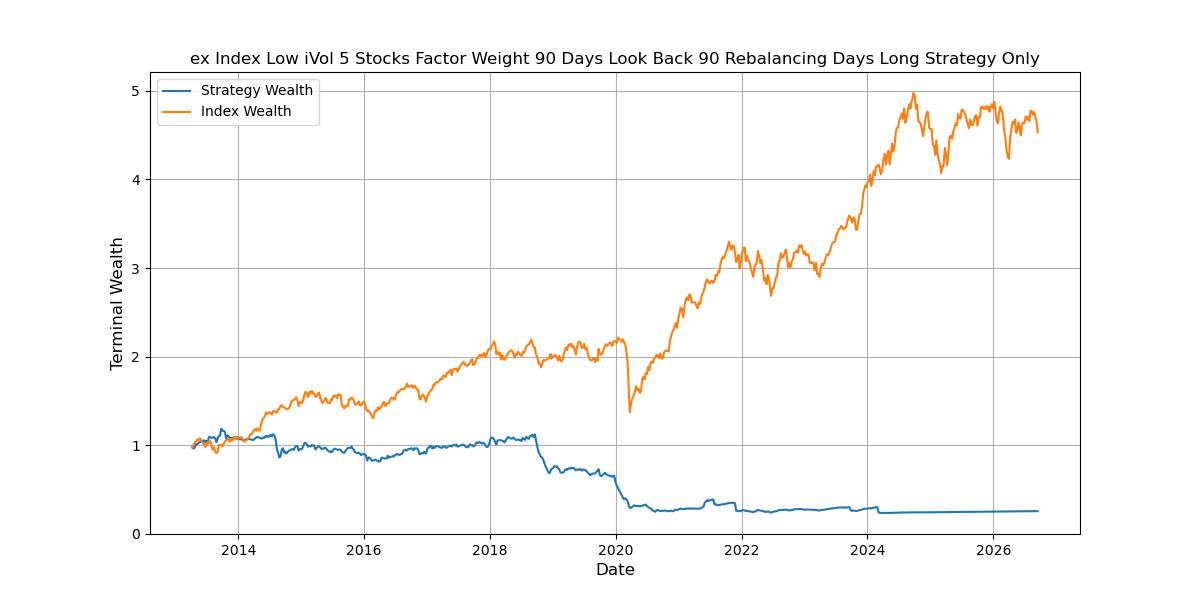 ex Index Low iVol 5 Stocks Factor Weight 90 Days Look Back 90 Rebalancing Days Long Strategy Only
Strategy Wealth
Index Wealth
Terminal Wealth
5
4
3
2
1
0
2014 2016 2018 2020 2022 2024 2026
Date